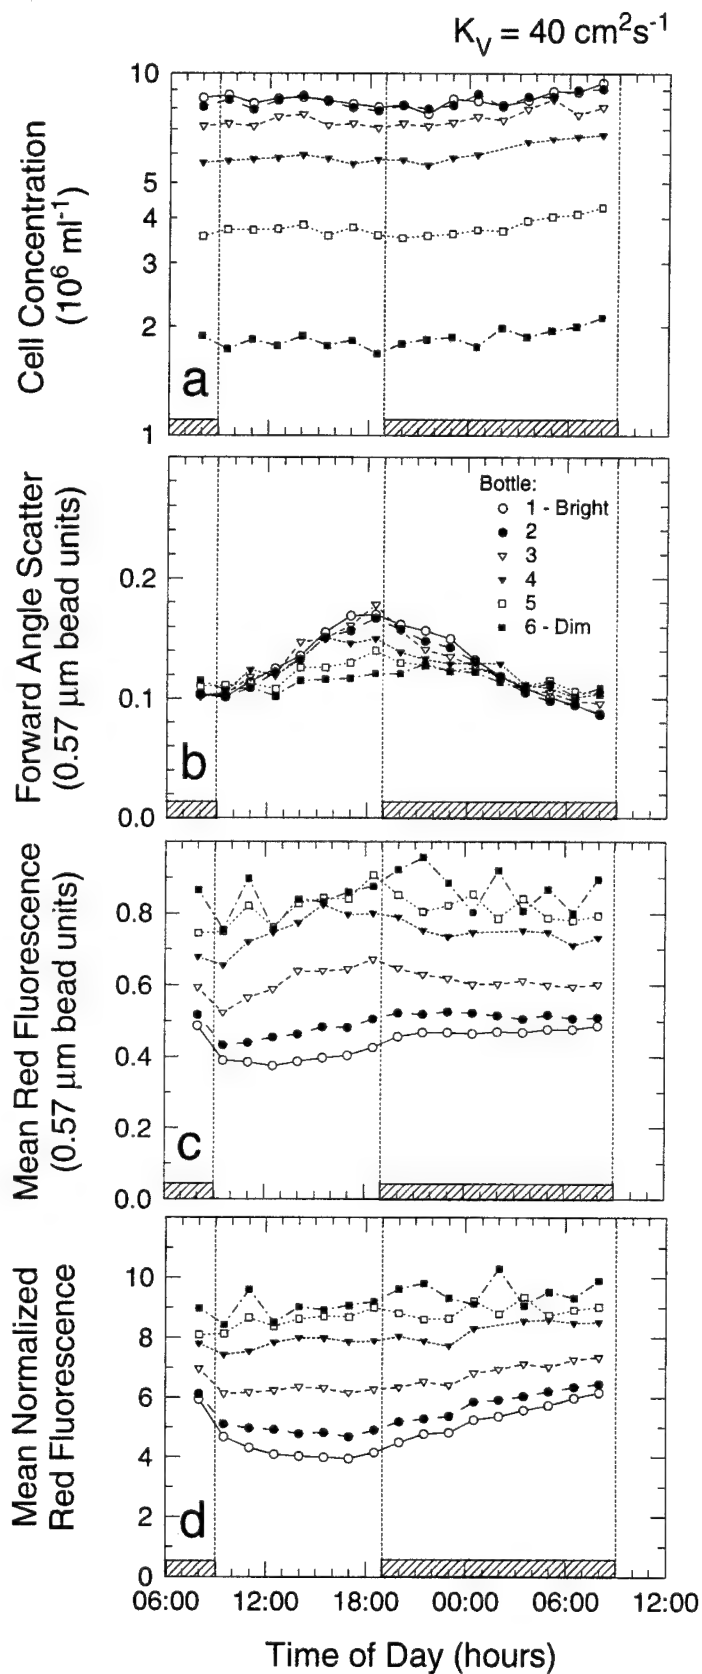 K_V = 40 cm²s⁻¹
Cell Concentration
(10⁶ ml⁻¹)
10
5
4
3
2
1
a
Forward Angle Scatter
(0.57 μm bead units)
0.2
0.1
0.0
b
Bottle:
1 - Bright
2
3
4
5
6 - Dim
Mean Red Fluorescence
(0.57 μm bead units)
0.8
0.6
0.4
0.2
0.0
c
Mean Normalized
Red Fluorescence
10
8
6
4
2
0
d
06:00 12:00 18:00 00:00 06:00 12:00
Time of Day (hours)